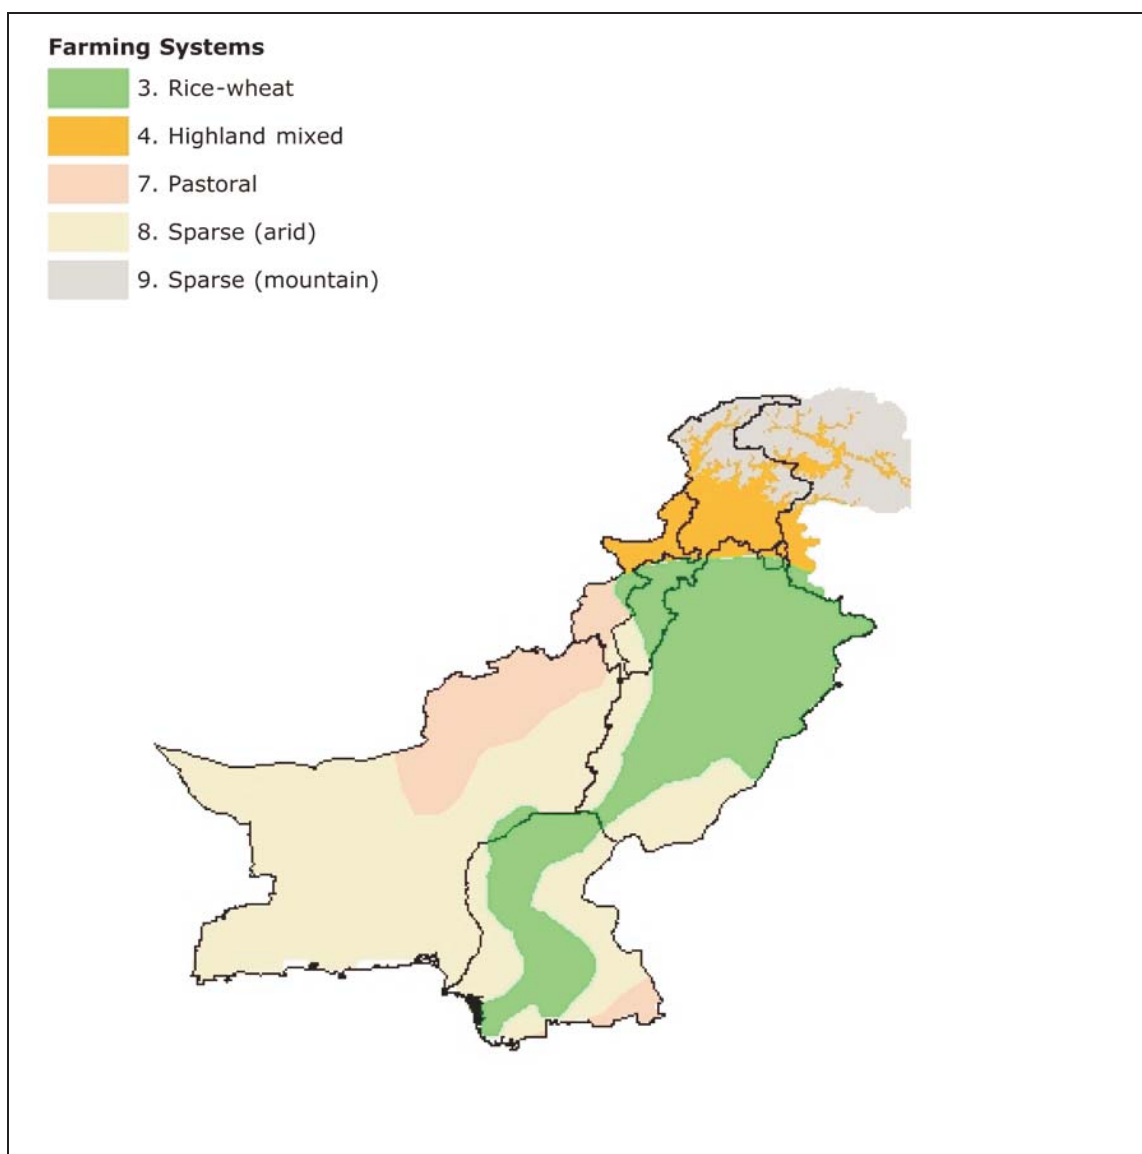 Farming Systems
3. Rice-wheat
4. Highland mixed
7. Pastoral
8. Sparse (arid)
9. Sparse (mountain)